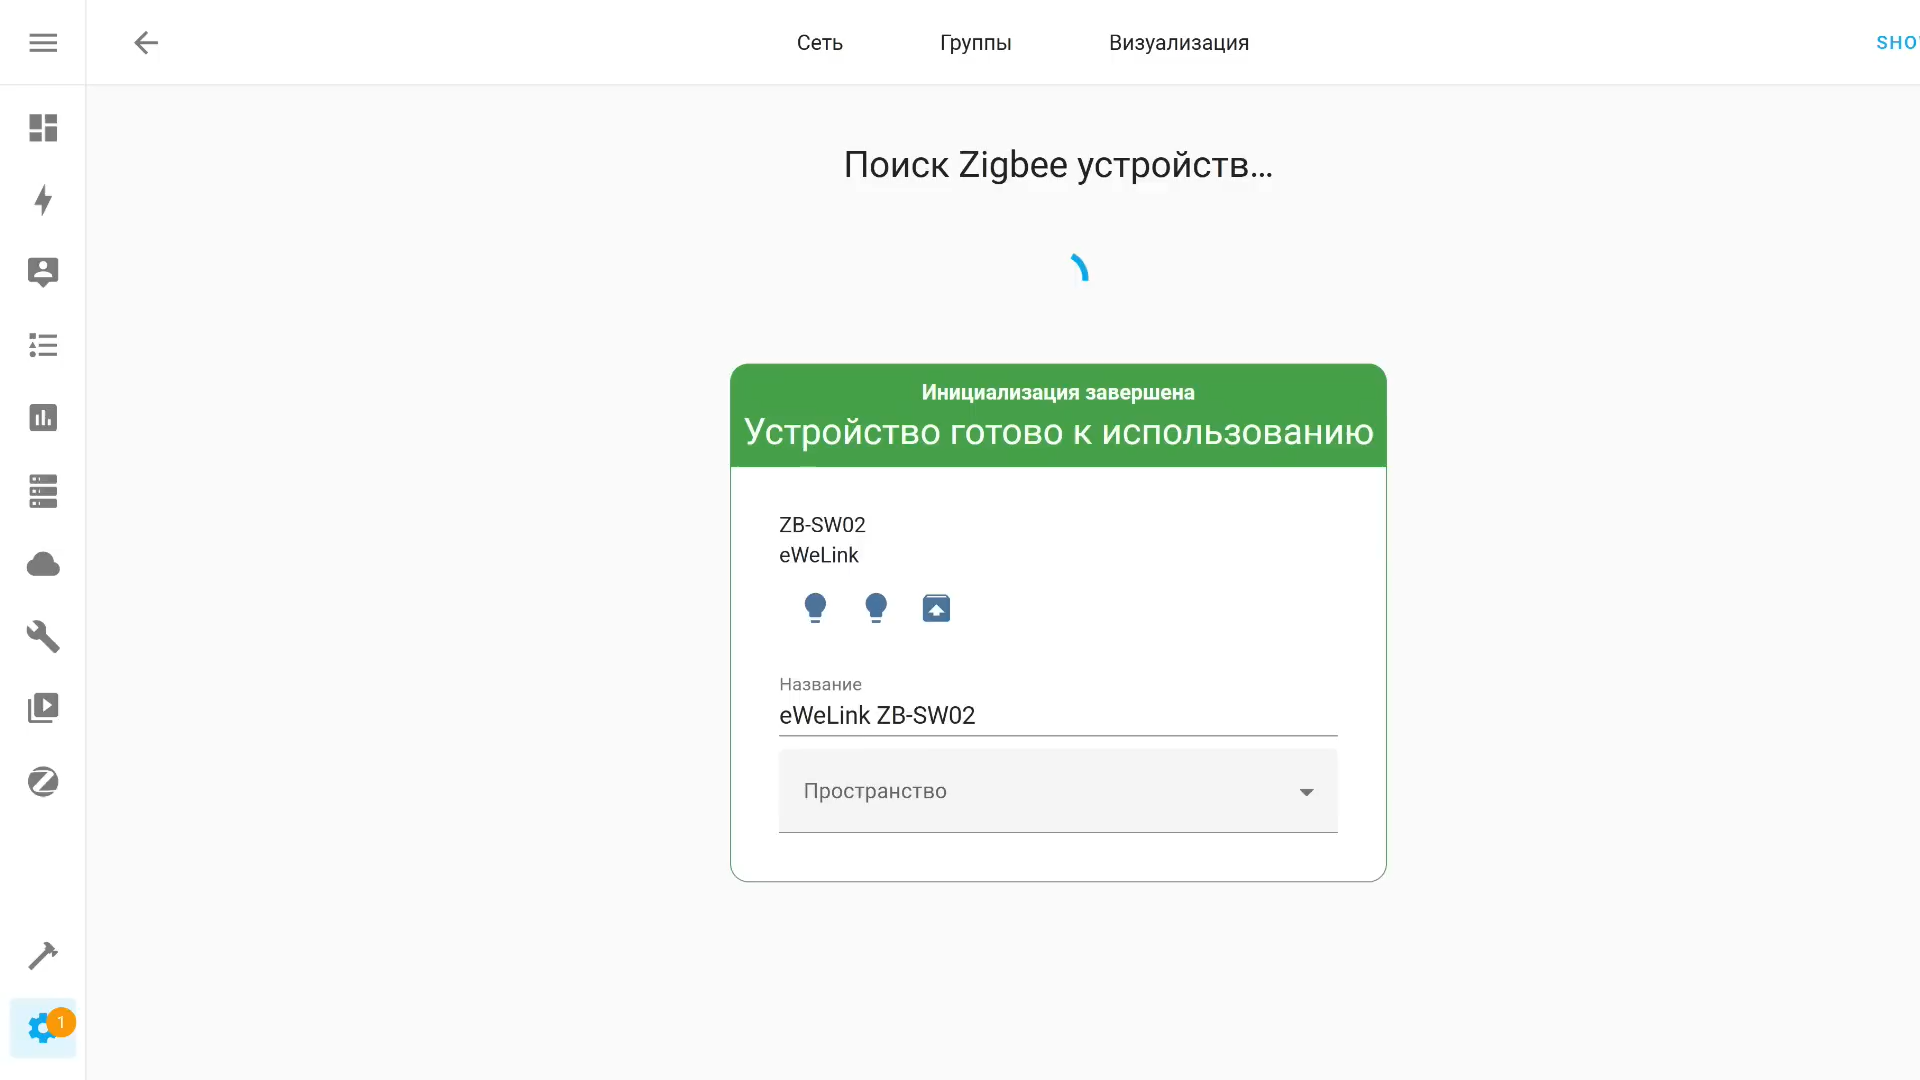 Сеть
Группы
Визуализация
SHO
Поиск Zigbee устройств...
Инициализация завершена
Устройство готово к использованию
ZB-SW02
eWeLink
Название
eWeLink ZB-SW02
Пространство
1